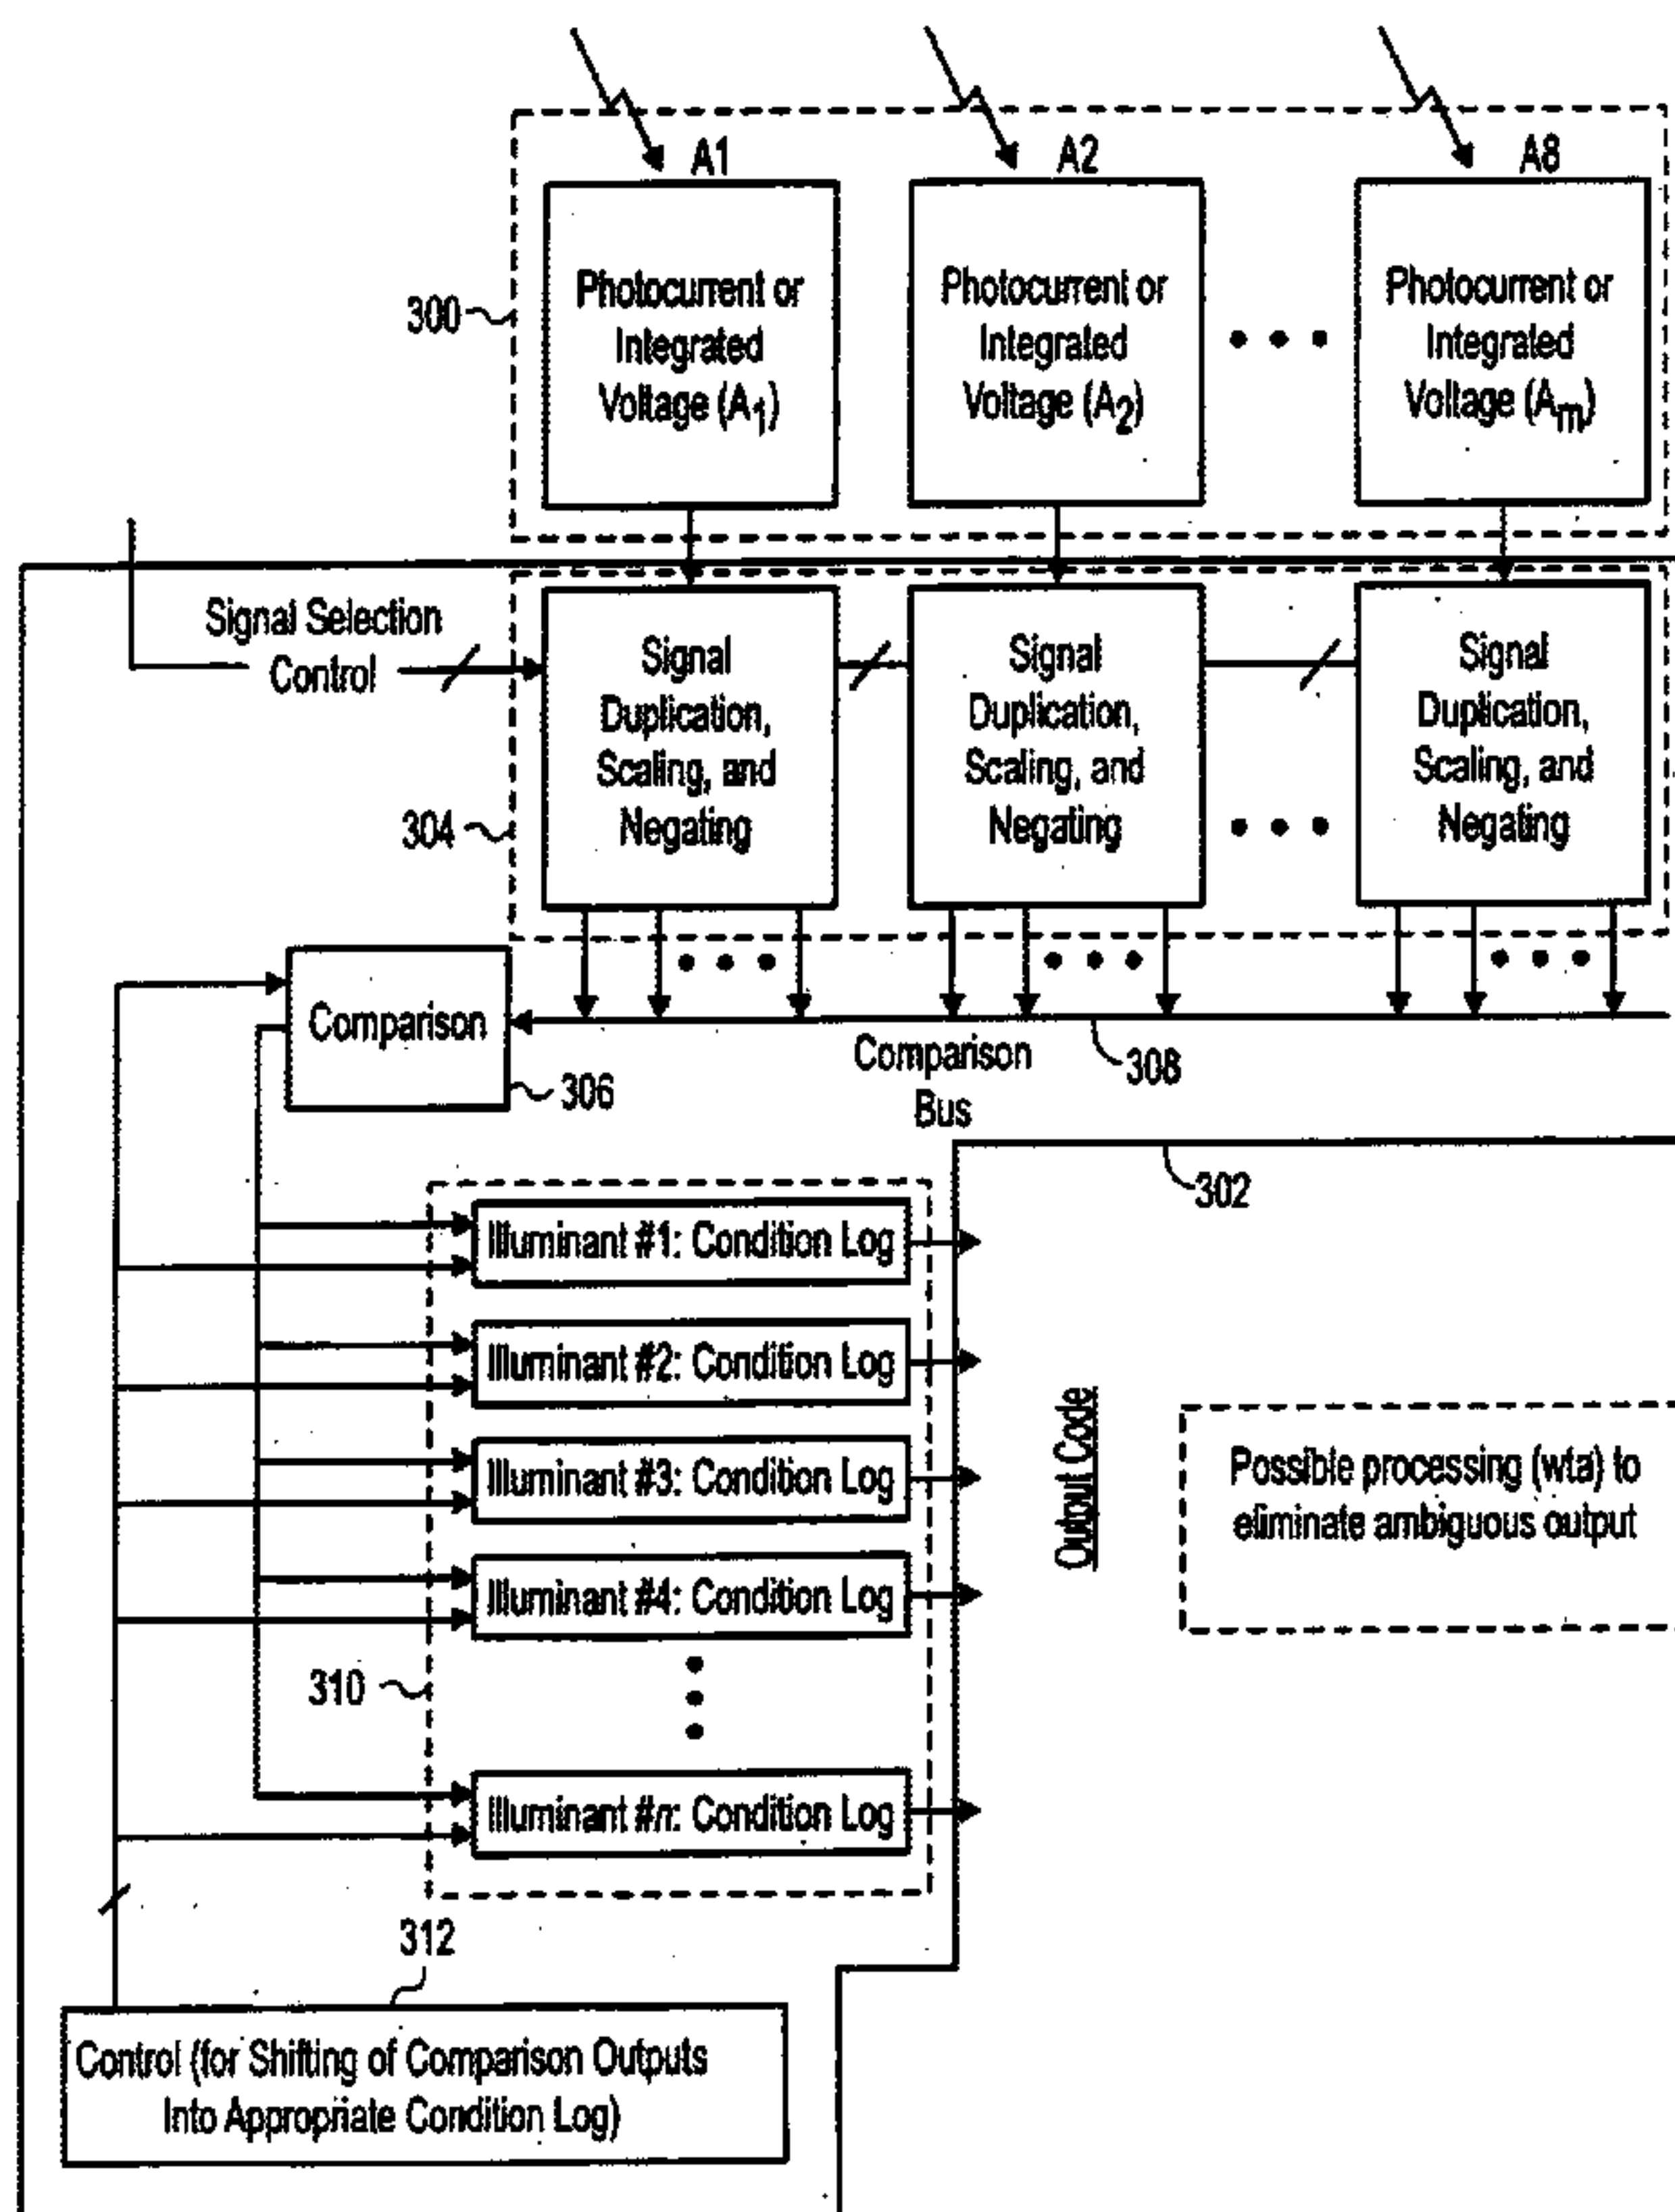 A1
A2
A8
Photocurrent or
Integrated
Voltage (A1)
Photocurrent or
Integrated
Voltage (A2)
Photocurrent or
Integrated
Voltage (Am)
300
Signal Selection
Control
Signal
Duplication,
Scaling, and
Negating
Signal
Duplication,
Scaling, and
Negating
Signal
Duplication,
Scaling, and
Negating
304
Comparison
306
Comparison
Bus
308
302
Illuminant #1: Condition Log
Illuminant #2: Condition Log
Illuminant #3: Condition Log
Illuminant #4: Condition Log
Illuminant #n: Condition Log
310
Output Code
Possible processing (wta) to
eliminate ambiguous output
312
Control (for Shifting of Comparison Outputs
Into Appropriate Condition Log)